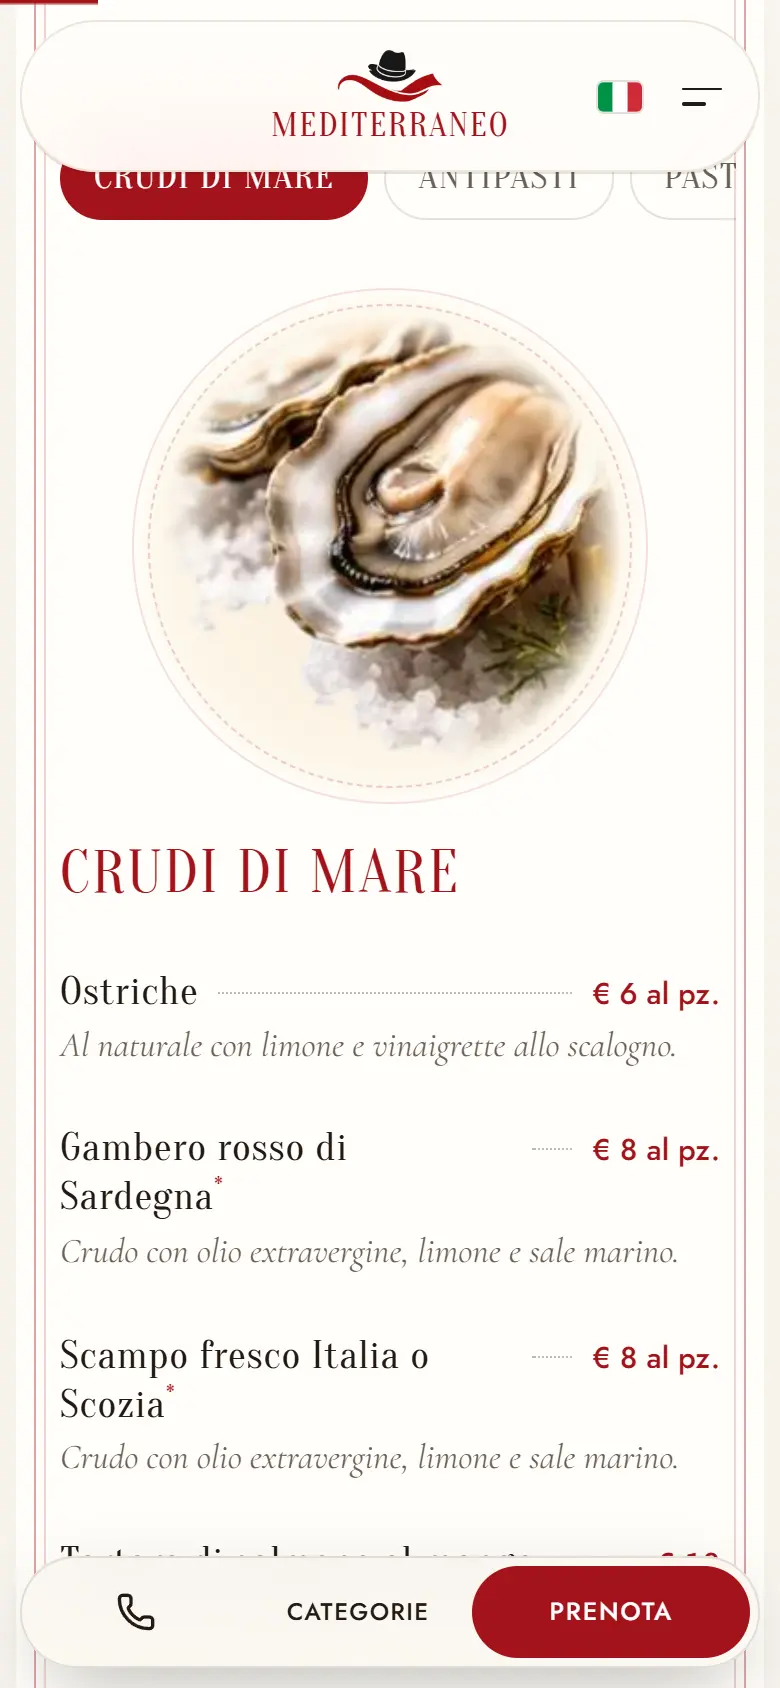 MEDITERRANEO
CRUDI DI MARE
ANTIPASTI
CRUDI DI MARE
Ostriche € 6 al pz.
Al naturale con limone e vinaigrette allo scalogno.
Gambero rosso di € 8 al pz.
Sardegna*
Crudo con olio extravergine, limone e sale marino.
Scampo fresco Italia o € 8 al pz.
Scozia*
Crudo con olio extravergine, limone e sale marino.
CATEGORIE
PRENOTA